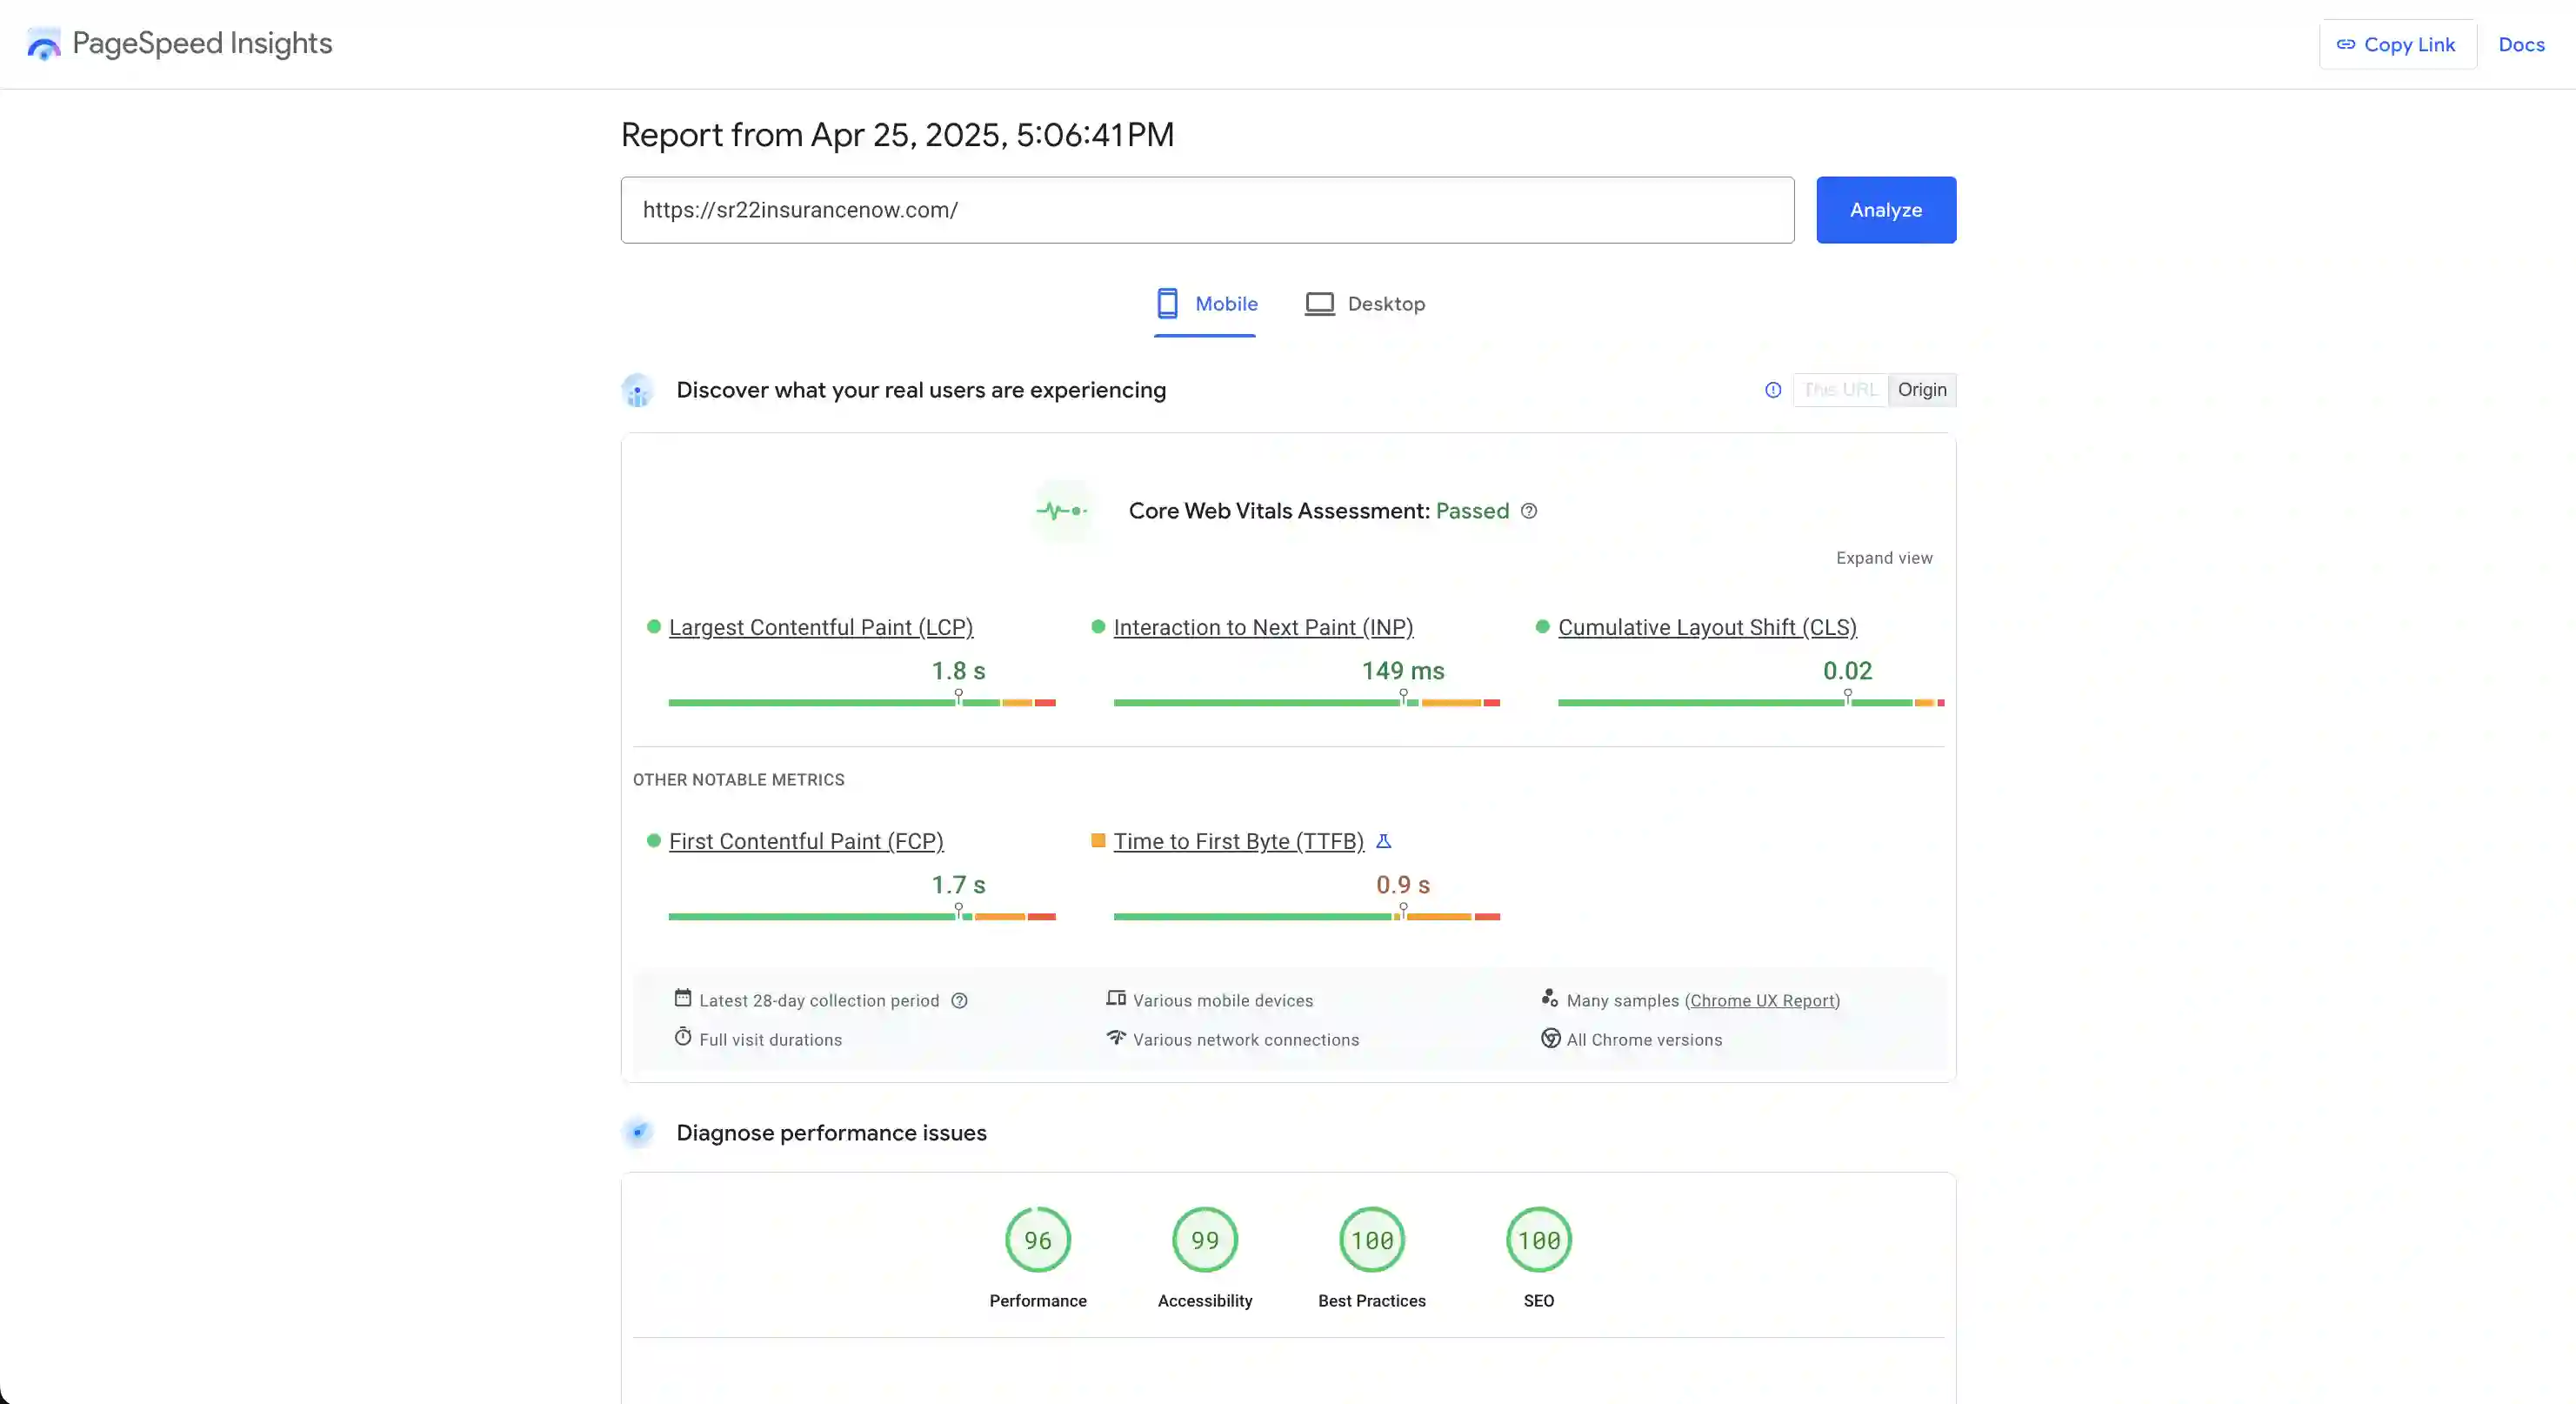 PageSpeed Insights
Copy Link
Docs
Report from Apr 25, 2025, 5:06:41 PM
https://sr22insurancenow.com/
Analyze
Mobile
Desktop
Discover what your real users are experiencing
This URL
Origin
Core Web Vitals Assessment: Passed
Expand view
Largest Contentful Paint (LCP)
1.8 s
Interaction to Next Paint (INP)
149 ms
Cumulative Layout Shift (CLS)
0.02
OTHER NOTABLE METRICS
First Contentful Paint (FCP)
1.7 s
Time to First Byte (TTFB)
0.9 s
Latest 28-day collection period
Various mobile devices
Many samples (Chrome UX Report)
Full visit durations
Various network connections
All Chrome versions
Diagnose performance issues
96
Performance
99
Accessibility
100
Best Practices
100
SEO